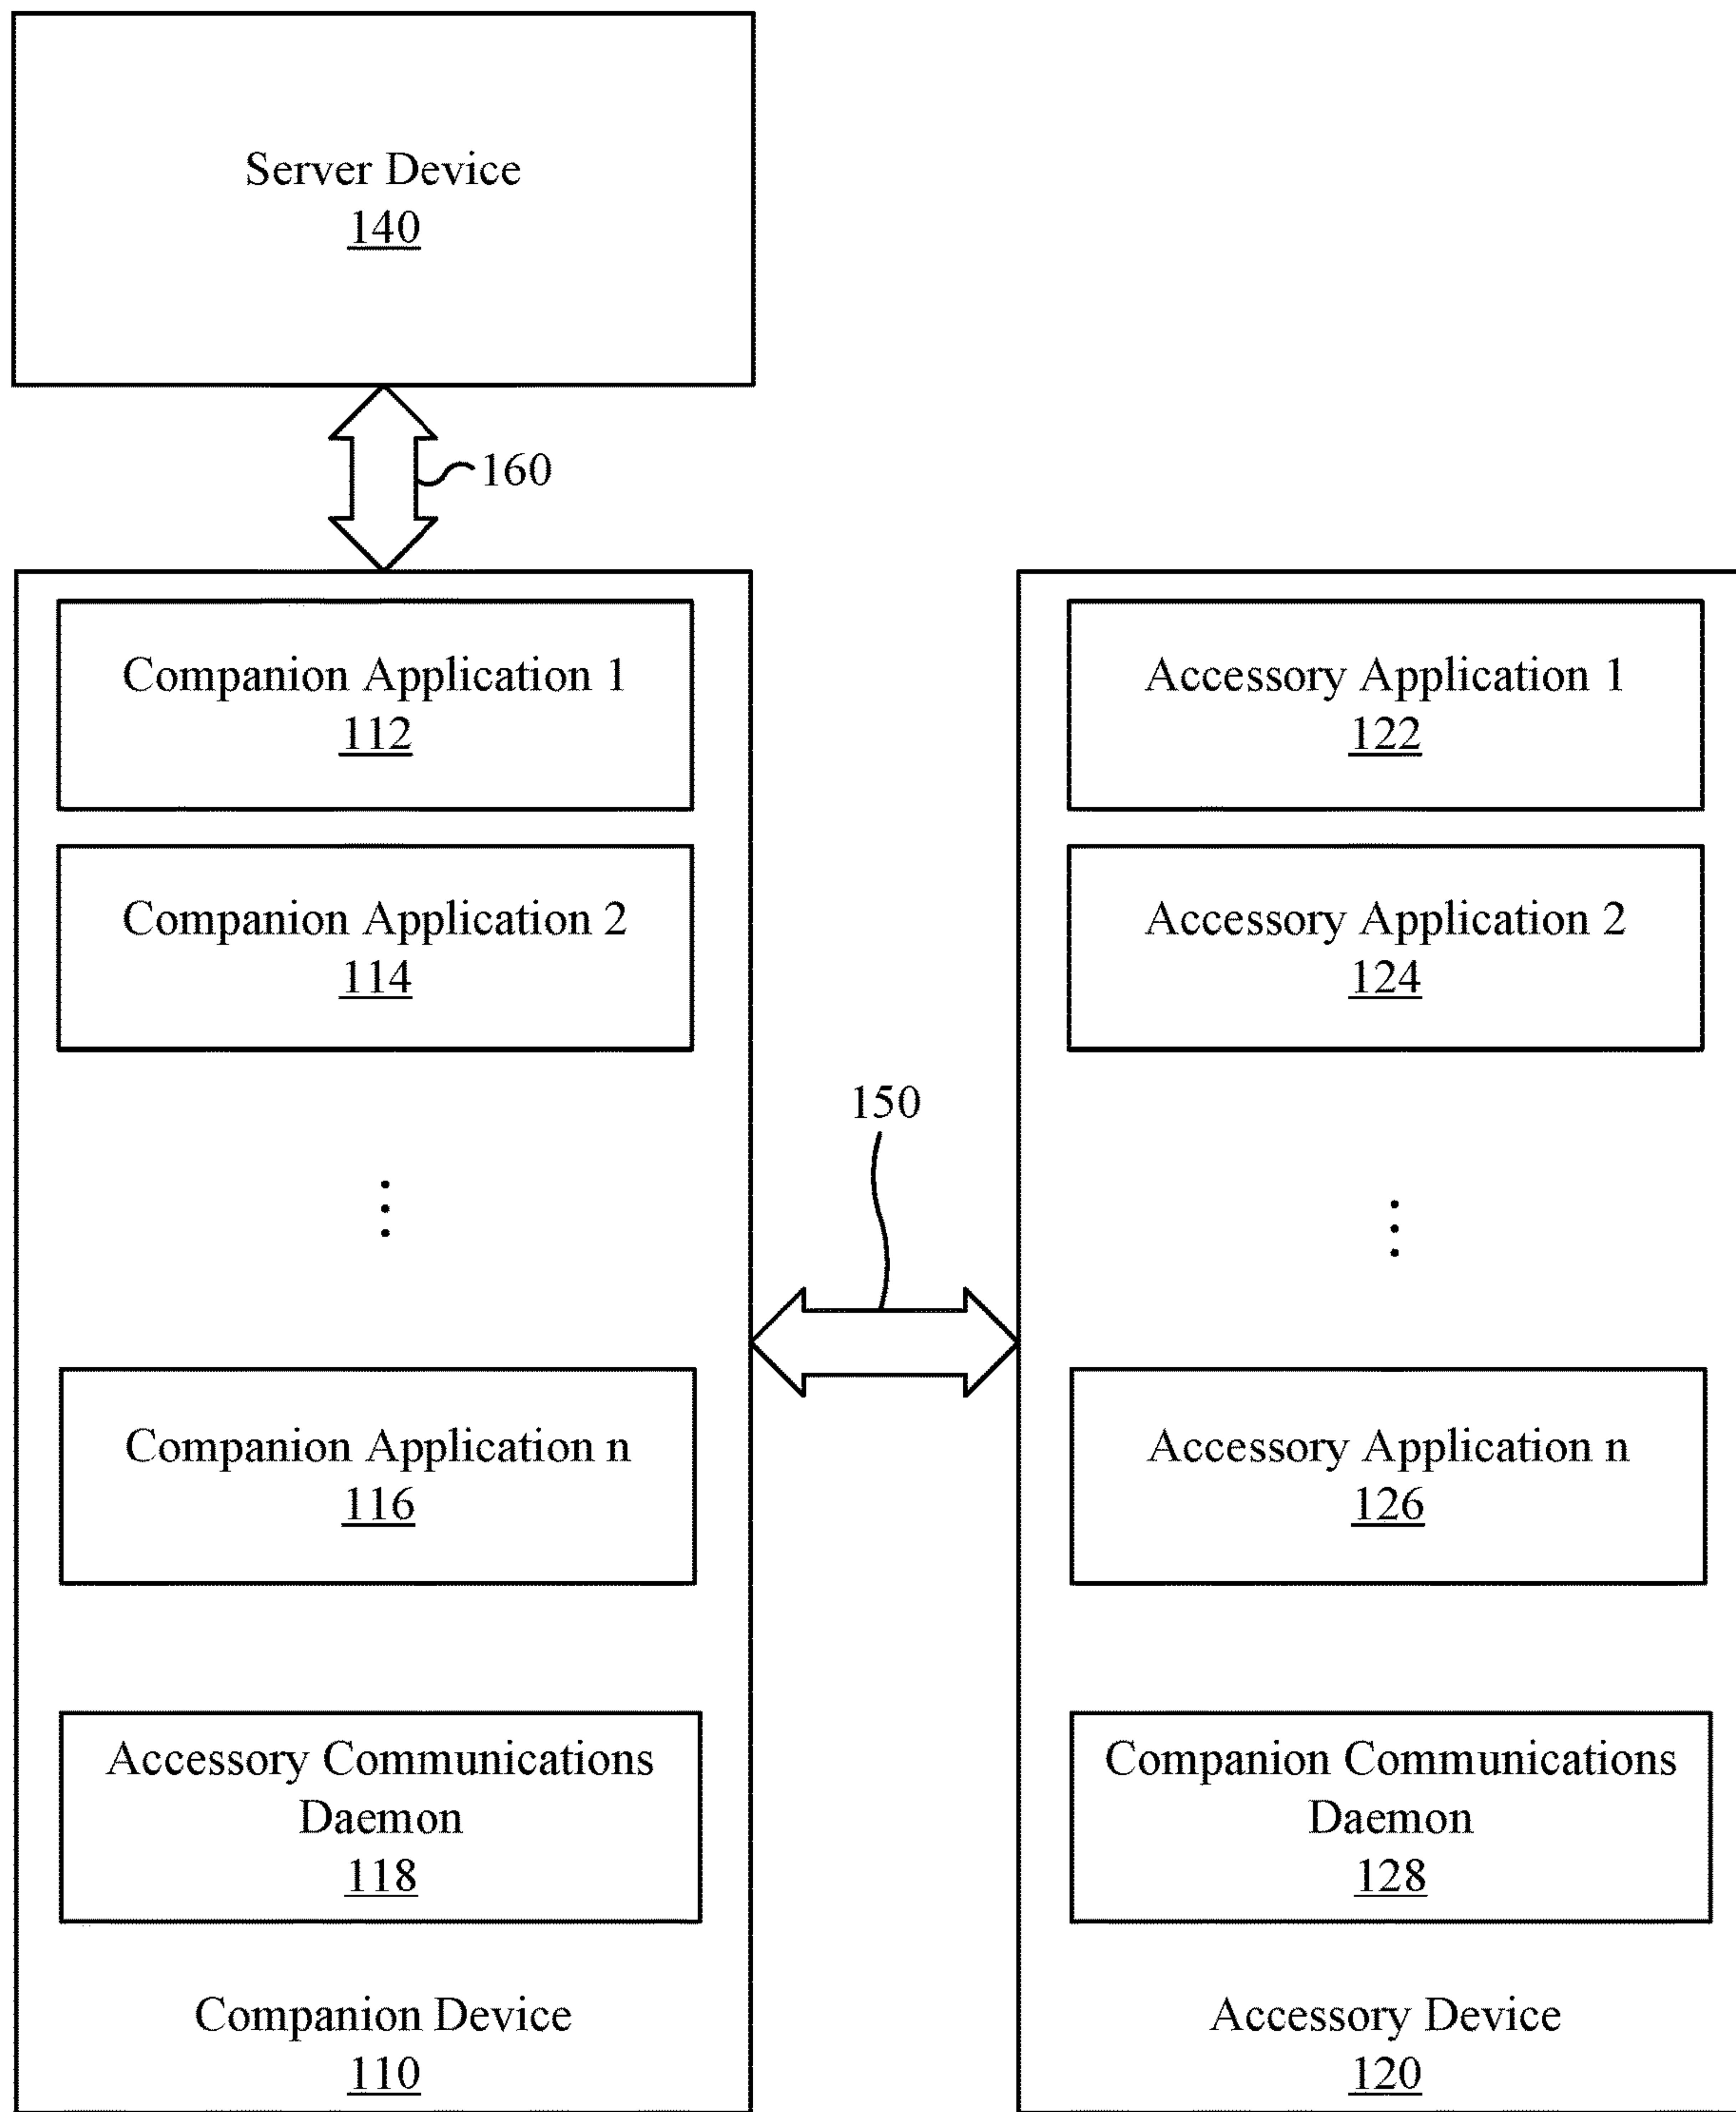 Server Device
140
160
Companion Application 1
112
Companion Application 2
114
Companion Application n
116
Accessory Communications
Daemon
118
Companion Device
110
150
Accessory Application 1
122
Accessory Application 2
124
Accessory Application n
126
Companion Communications
Daemon
128
Accessory Device
120